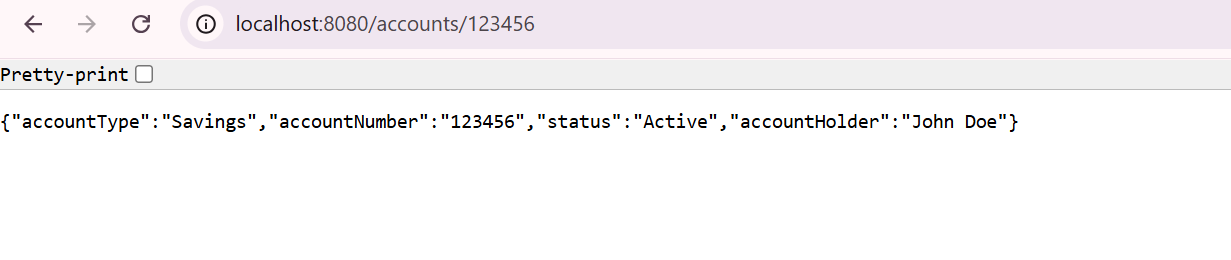 localhost:8080/accounts/123456
Pretty-print
{"accountType":"Savings","accountNumber":"123456","status":"Active","accountHolder":"John Doe"}